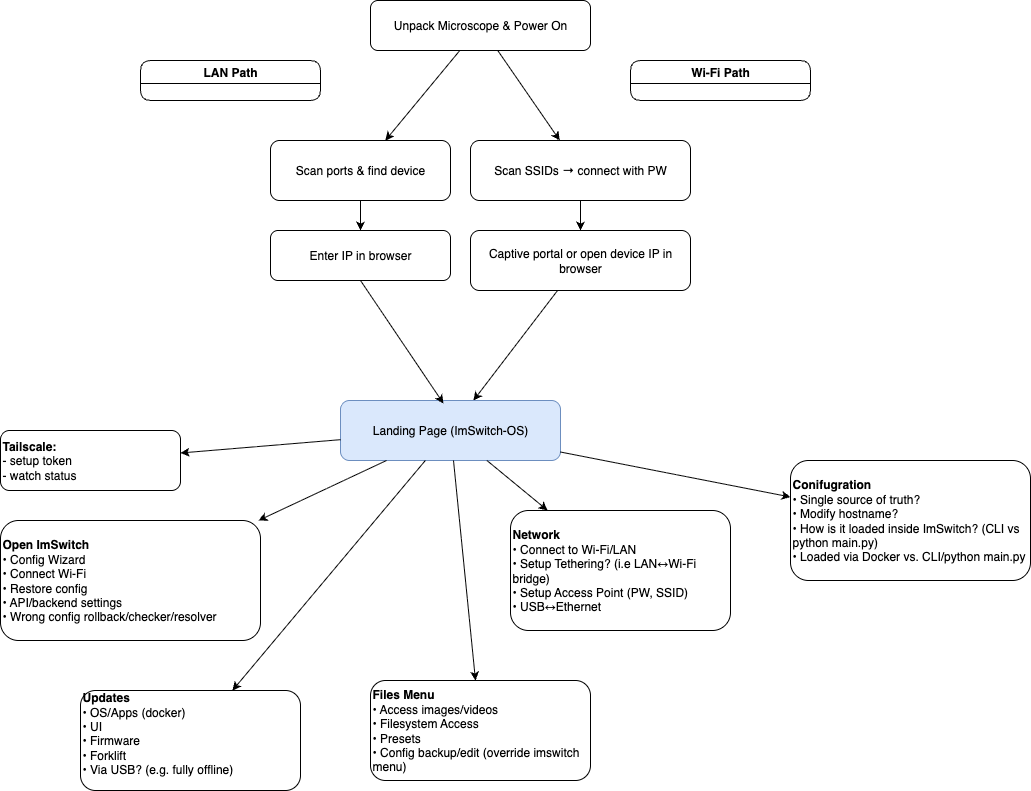 Unpack Microscope & Power On
LAN Path
Wi-Fi Path
Scan ports & find device
Scan SSIDs → connect with PW
Enter IP in browser
Captive portal or open device IP in
browser
Landing Page (ImSwitch-OS)
Tailscale:
- setup token
- watch status
Open ImSwitch
• Config Wizard
• Connect Wi-Fi
• Restore config
• API/backend settings
• Wrong config rollback/checker/resolver
Network
• Connect to Wi-Fi/LAN
• Setup Tethering? (i.e LAN↔Wi-Fi
bridge)
• Setup Access Point (PW, SSID)
• USB↔Ethernet
Conifugration
• Single source of truth?
• Modify hostname?
• How is it loaded inside ImSwitch? (CLI vs
python main.py)
• Loaded via Docker vs. CLI/python main.py
Updates
• OS/Apps (docker)
• UI
• Firmware
• Forklift
• Via USB? (e.g. fully offline)
Files Menu
• Access images/videos
• Filesystem Access
• Presets
• Config backup/edit (override imswitch
menu)